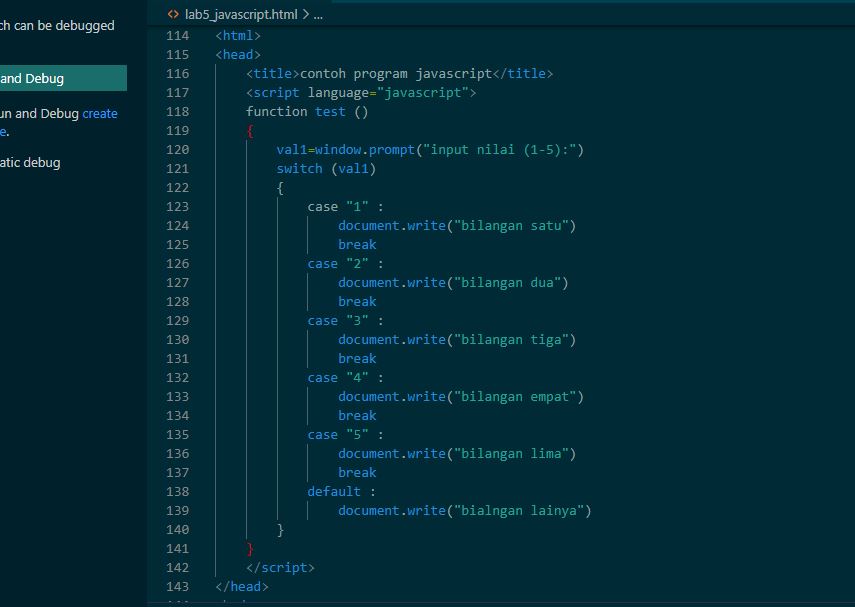 lab5_javascript.html > ...
ch can be debugged
and Debug
un and Debug create
e.
atic debug
114 <html>
115 <head>
116 <title>contoh program javascript</title>
117 <script language="javascript">
118 function test ()
119 {
120 val1=window.prompt("input nilai (1-5):")
121 switch (val1)
122 {
123 case "1" :
124 document.write("bilangan satu")
125 break
126 case "2" :
127 document.write("bilangan dua")
128 break
129 case "3" :
130 document.write("bilangan tiga")
131 break
132 case "4" :
133 document.write("bilangan empat")
134 break
135 case "5" :
136 document.write("bilangan lima")
137 break
138 default :
139 document.write("bialngan lainya")
140 }
141 }
142 </script>
143 </head>